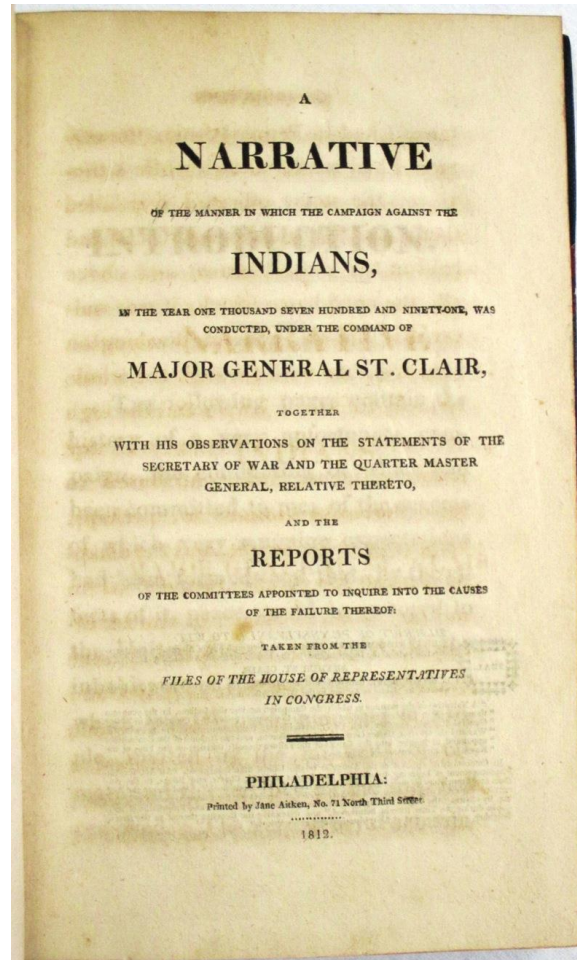 A
NARRATIVE
OF THE MANNER IN WHICH THE CAMPAIGN AGAINST THE
INDIANS,
IN THE YEAR ONE THOUSAND SEVEN HUNDRED AND NINETY-ONE, WAS
CONDUCTED, UNDER THE COMMAND OF
MAJOR GENERAL ST. CLAIR,
TOGETHER
WITH HIS OBSERVATIONS ON THE STATEMENTS OF THE
SECRETARY OF WAR AND THE QUARTER MASTER
GENERAL, RELATIVE THERETO,
AND THE
REPORTS
OF THE COMMITTEES APPOINTED TO INQUIRE INTO THE CAUSES
OF THE FAILURE THEREOF:
TAKEN FROM THE
FILES OF THE HOUSE OF REPRESENTATIVES
IN CONGRESS.
PHILADELPHIA:
Printed by Jane Aitken, No. 71 North Third Street.
1812.